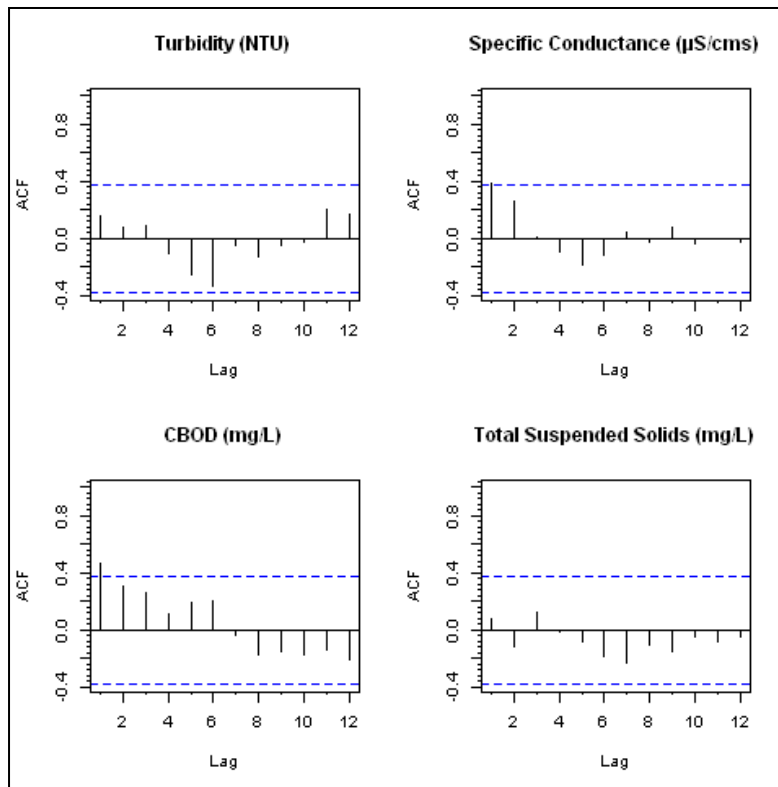 Turbidity (NTU)
ACF
0.8
0.4
0.0
-0.4
2 4 6 8 10 12
Lag
Specific Conductance (µS/cms)
ACF
0.8
0.4
0.0
-0.4
2 4 6 8 10 12
Lag
CBOD (mg/L)
ACF
0.8
0.4
0.0
-0.4
2 4 6 8 10 12
Lag
Total Suspended Solids (mg/L)
ACF
0.8
0.4
0.0
-0.4
2 4 6 8 10 12
Lag